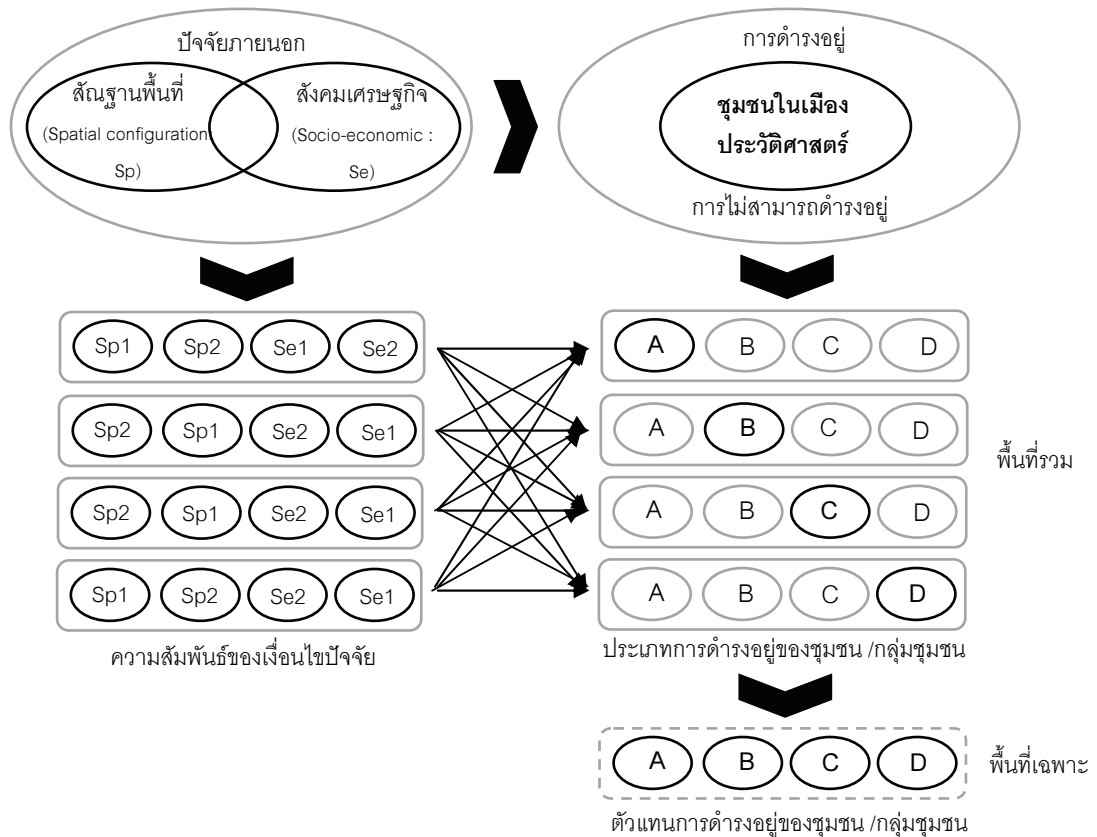 ปัจจัยภายนอก
สัณฐานพื้นที่
(Spatial configuration:
Sp)
สังคมเศรษฐกิจ
(Socio-economic :
Se)
การดำรงอยู่
ชุมชนในเมือง
ประวัติศาสตร์
การไม่สามารถดำรงอยู่
Sp1 Sp2 Se1 Se2
Sp2 Sp1 Se2 Se1
Sp2 Sp1 Se2 Se1
Sp1 Sp2 Se2 Se1
ความสัมพันธ์ของเงื่อนไขปัจจัย
A B C D
A B C D
A B C D
A B C D
พื้นที่รวม
ประเภทการดำรงอยู่ของชุมชน /กลุ่มชุมชน
A B C D
พื้นที่เฉพาะ
ตัวแทนการดำรงอยู่ของชุมชน /กลุ่มชุมชน